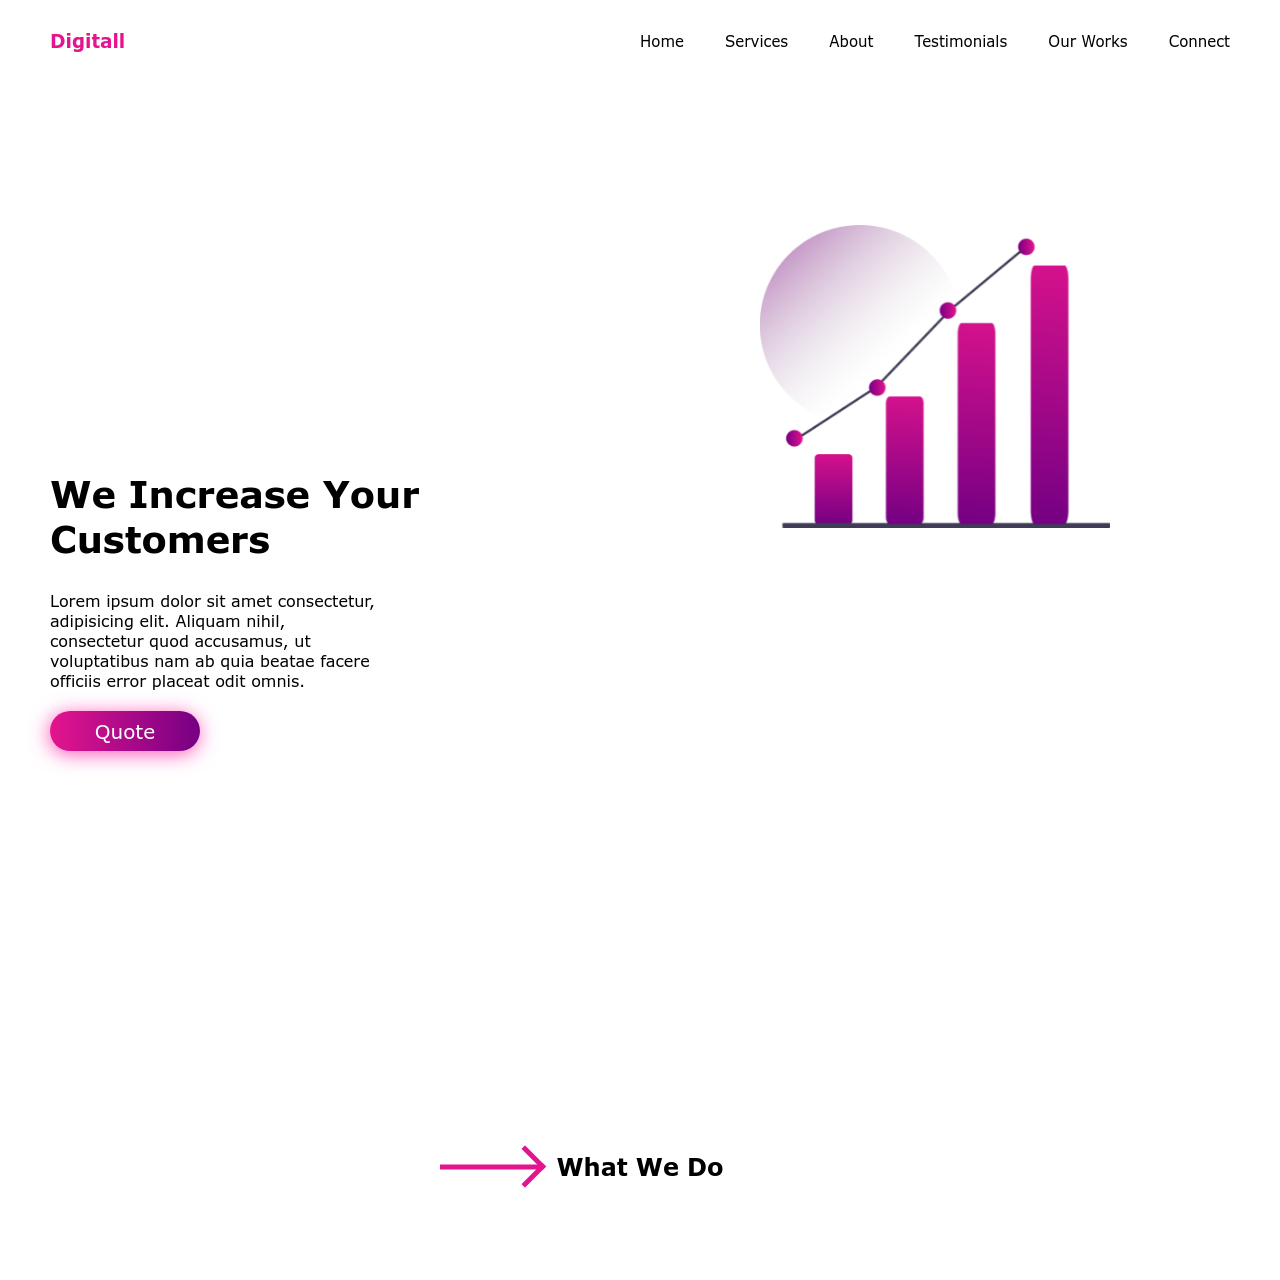 Digitall
Home Services About Testimonials Our Works Connect
We Increase Your
Customers
Lorem ipsum dolor sit amet consectetur,
adipisicing elit. Aliquam nihil,
consectetur quod accusamus, ut
voluptatibus nam ab quia beatae facere
officiis error placeat odit omnis.
Quote
What We Do